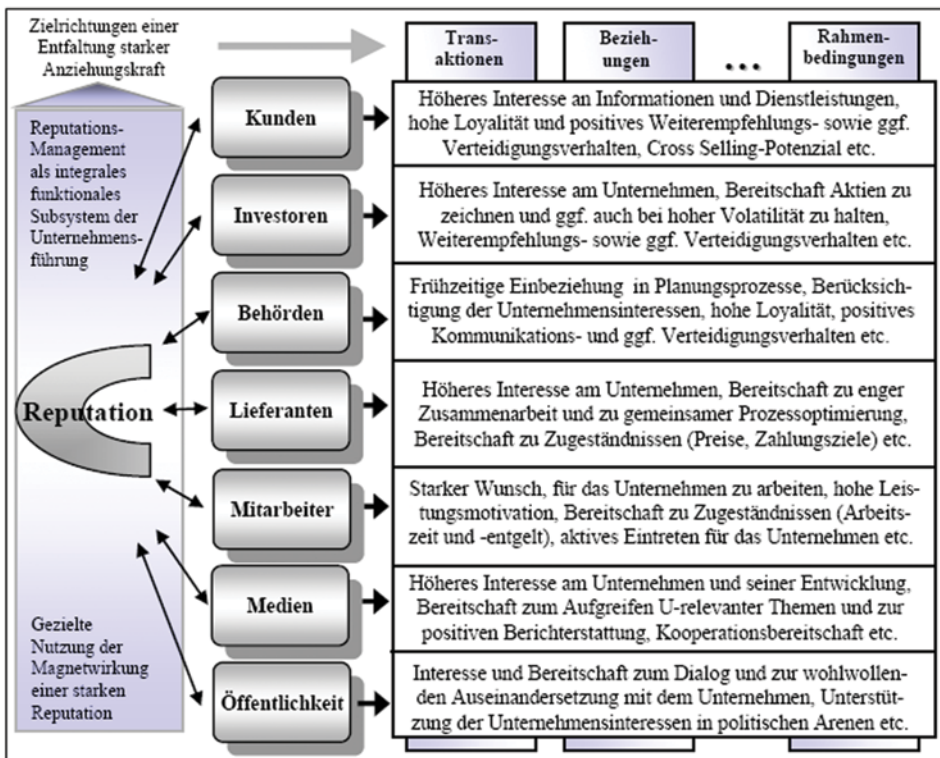 Zielrichtungen einer
Entfaltung starker
Anziehungskraft
Trans-
aktionen
Bezieh-
ungen
...
Rahmen-
bedingungen
Reputations-
Management
als integrales
funktionales
Subsystem der
Unternehmens-
führung
Reputation
Gezielte
Nutzung der
Magnetwirkung
einer starken
Reputation
Kunden
Höheres Interesse an Informationen und Dienstleistungen,
hohe Loyalität und positives Weiterempfehlungs- sowie ggf.
Verteidigungsverhalten, Cross Selling-Potenzial etc.
Investoren
Höheres Interesse am Unternehmen, Bereitschaft Aktien zu
zeichnen und ggf. auch bei hoher Volatilität zu halten,
Weiterempfehlungs- sowie ggf. Verteidigungsverhalten etc.
Behörden
Frühzeitige Einbeziehung in Planungsprozesse, Berücksich-
tigung der Unternehmensinteressen, hohe Loyalität, positives
Kommunikations- und ggf. Verteidigungsverhalten etc.
Lieferanten
Höheres Interesse am Unternehmen, Bereitschaft zu enger
Zusammenarbeit und zu gemeinsamer Prozessoptimierung,
Bereitschaft zu Zugeständnissen (Preise, Zahlungsziele) etc.
Mitarbeiter
Starker Wunsch, für das Unternehmen zu arbeiten, hohe Leis-
tungsmotivation, Bereitschaft zu Zugeständnissen (Arbeits-
zeit und -entgelt), aktives Eintreten für das Unternehmen etc.
Medien
Höheres Interesse am Unternehmen und seiner Entwicklung,
Bereitschaft zum Aufgreifen U-relevanter Themen und zur
positiven Berichterstattung, Kooperationsbereitschaft etc.
Öffentlichkeit
Interesse und Bereitschaft zum Dialog und zur wohlwollen-
den Auseinandersetzung mit dem Unternehmen, Unterstüt-
zung der Unternehmensinteressen in politischen Arenen etc.